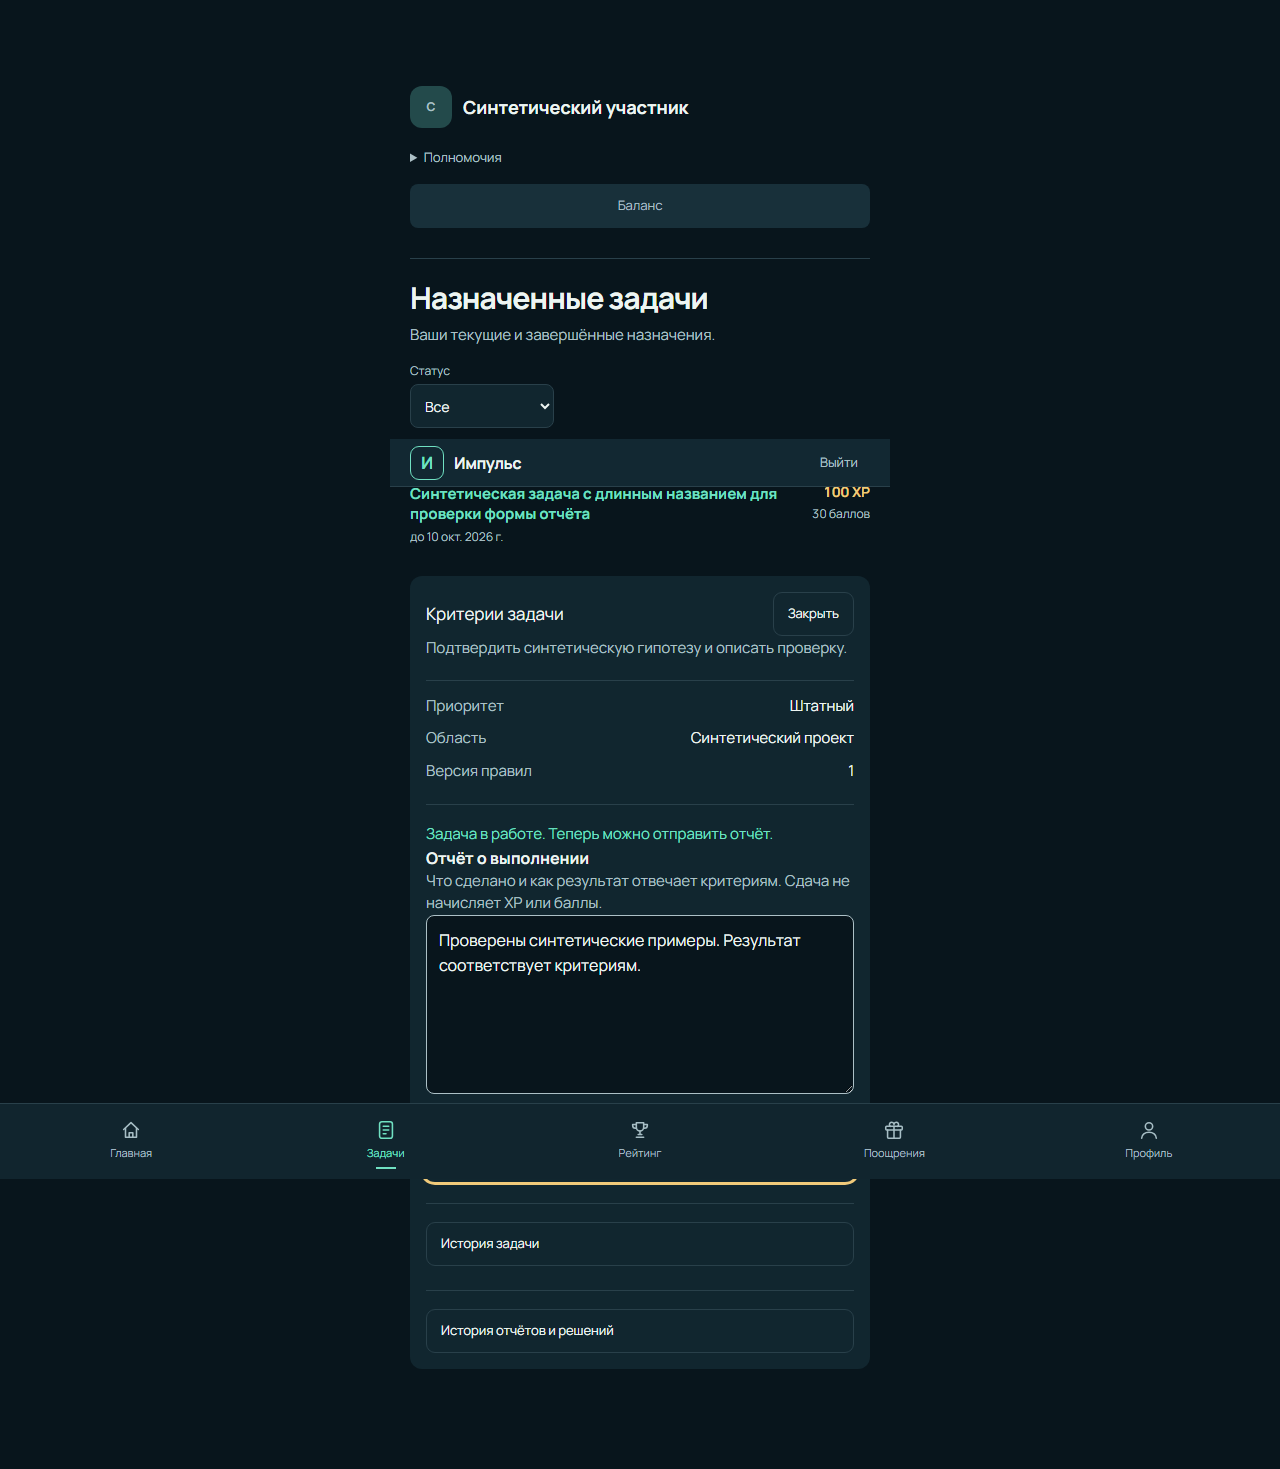 С
Синтетический участник
Полномочия
Баланс
Назначенные задачи
Ваши текущие и завершённые назначения.
Статус
Все
И
Импульс
Выйти
Синтетическая задача с длинным названием для
проверки формы отчёта
100 XP
30 баллов
до 10 окт. 2026 г.
Критерии задачи
Закрыть
Подтвердить синтетическую гипотезу и описать проверку.
Приоритет
Штатный
Область
Синтетический проект
Версия правил
1
Задача в работе. Теперь можно отправить отчёт.
Отчёт о выполнении
Что сделано и как результат отвечает критериям. Сдача не
начисляет XP или баллы.
Проверены синтетические примеры. Результат
соответствует критериям.
Главная
Задачи
Рейтинг
Поощрения
Профиль
История задачи
История отчётов и решений